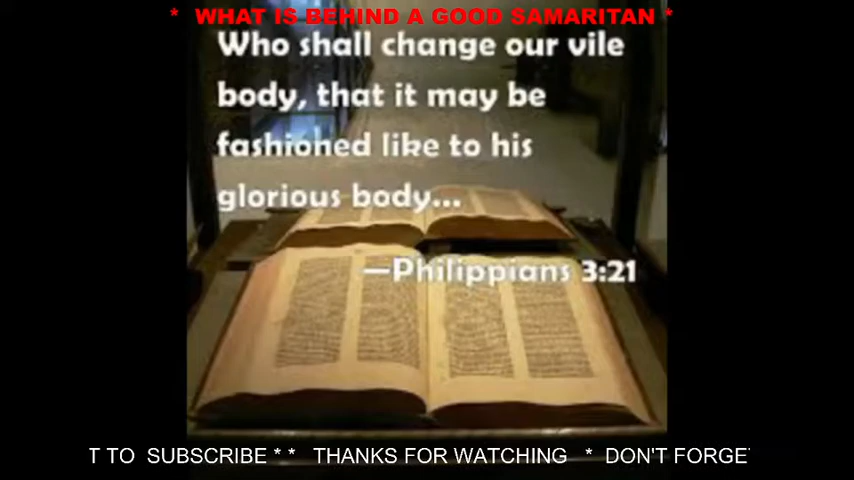 * WHAT IS BEHIND A GOOD SAMARITAN *
Who shall change our vile
body, that it may be
fashioned like to his
glorious body...
—Philippians 3:21
T TO SUBSCRIBE * * THANKS FOR WATCHING * DON'T FORGE